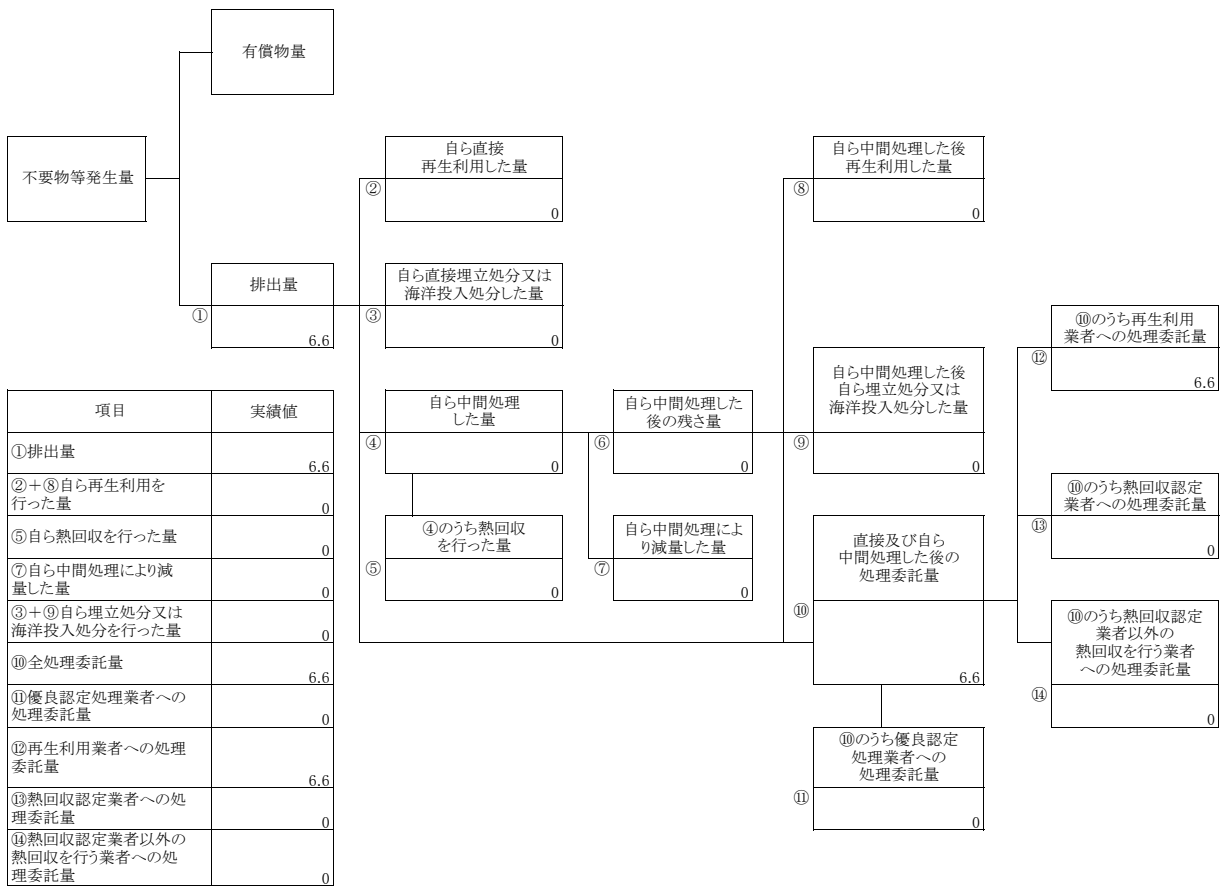 有償物量
不要物等発生量
排出量
①
6.6
自ら直接
再生利用した量
②
0
自ら直接埋立処分又は
海洋投入処分した量
③
0
自ら中間処理
した量
④
0
④のうち熱回収
を行った量
⑤
0
自ら中間処理した
後の残さ量
⑥
0
自ら中間処理によ
り減量した量
⑦
0
自ら中間処理した後
再生利用した量
⑧
0
自ら中間処理した後
自ら埋立処分又は
海洋投入処分した量
⑨
0
直接及び自ら
中間処理した後の
処理委託量
⑩
6.6
⑩のうち優良認定
処理業者への
処理委託量
⑪
0
⑩のうち再生利用
業者への処理委託量
⑫
6.6
⑩のうち熱回収認定
業者への処理委託量
⑬
0
⑩のうち熱回収認定
業者以外の
熱回収を行う業者
への処理委託量
⑭
0
項目 実績値
①排出量
6.6
②＋⑧自ら再生利用を
行った量
0
⑤自ら熱回収を行った量
0
⑦自ら中間処理により減
量した量
0
③＋⑨自ら埋立処分又は
海洋投入処分を行った量
0
⑩全処理委託量
6.6
⑪優良認定処理業者への
処理委託量
0
⑫再生利用業者への処理
委託量
6.6
⑬熱回収認定業者への処
理委託量
0
⑭熱回収認定業者以外の
熱回収を行う業者への処
理委託量
0